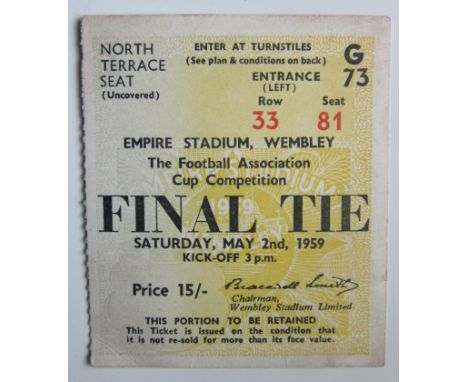 NORTH
TERRACE
SEAT
(Uncovered)
ENTER AT TURNSTILES
(See plan & conditions on back)
G
73
ENTRANCE
(LEFT)
Row Seat
33 81
EMPIRE STADIUM, WEMBLEY
The Football Association
Cup Competition
FINAL TIE
SATURDAY, MAY 2nd, 1959
KICK-OFF 3 p.m.
Price 15/-
Chairman,
Wembley Stadium Limited
THIS PORTION TO BE RETAINED
This Ticket is issued on the condition that
it is not re-sold for more than its face value.